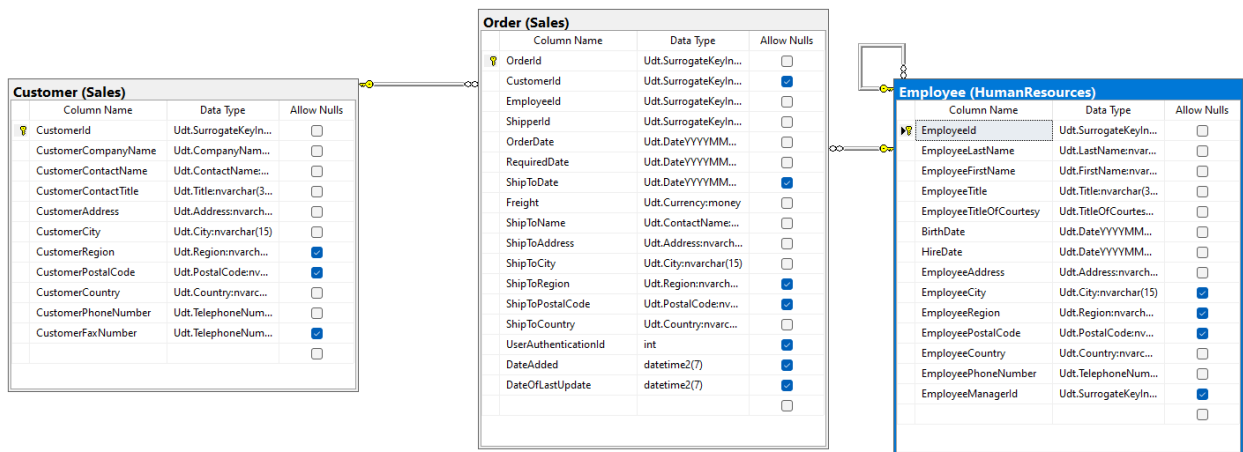 Customer (Sales)
Column Name Data Type Allow Nulls
CustomerId Udt.SurrogateKeyIn...
CustomerCompanyName Udt.CompanyNam...
CustomerContactName Udt.ContactName:...
CustomerContactTitle Udt.Title:nvarchar(3...
CustomerAddress Udt.Address:nvarch...
CustomerCity Udt.City:nvarchar(15)
CustomerRegion Udt.Region:nvarch...
CustomerPostalCode Udt.PostalCode:nv...
CustomerCountry Udt.Country:nvarc...
CustomerPhoneNumber Udt.TelephoneNum...
CustomerFaxNumber Udt.TelephoneNum...
Order (Sales)
Column Name Data Type Allow Nulls
OrderId Udt.SurrogateKeyIn...
CustomerId Udt.SurrogateKeyIn...
EmployeeId Udt.SurrogateKeyIn...
ShipperId Udt.SurrogateKeyIn...
OrderDate Udt.DateYYYYMM...
RequiredDate Udt.DateYYYYMM...
ShipToDate Udt.DateYYYYMM...
Freight Udt.Currency:money
ShipToName Udt.ContactName:...
ShipToAddress Udt.Address:nvarch...
ShipToCity Udt.City:nvarchar(15)
ShipToRegion Udt.Region:nvarch...
ShipToPostalCode Udt.PostalCode:nv...
ShipToCountry Udt.Country:nvarc...
UserAuthenticationId int
DateAdded datetime2(7)
DateOfLastUpdate datetime2(7)
Employee (HumanResources)
Column Name Data Type Allow Nulls
EmployeeId Udt.SurrogateKeyIn...
EmployeeLastName Udt.LastName:nvar...
EmployeeFirstName Udt.FirstName:nvar...
EmployeeTitle Udt.Title:nvarchar(3...
EmployeeTitleOfCourtesy Udt.TitleOfCourtes...
BirthDate Udt.DateYYYYMM...
HireDate Udt.DateYYYYMM...
EmployeeAddress Udt.Address:nvarch...
EmployeeCity Udt.City:nvarchar(15)
EmployeeRegion Udt.Region:nvarch...
EmployeePostalCode Udt.PostalCode:nv...
EmployeeCountry Udt.Country:nvarc...
EmployeePhoneNumber Udt.TelephoneNum...
EmployeeManagerId Udt.SurrogateKeyIn...